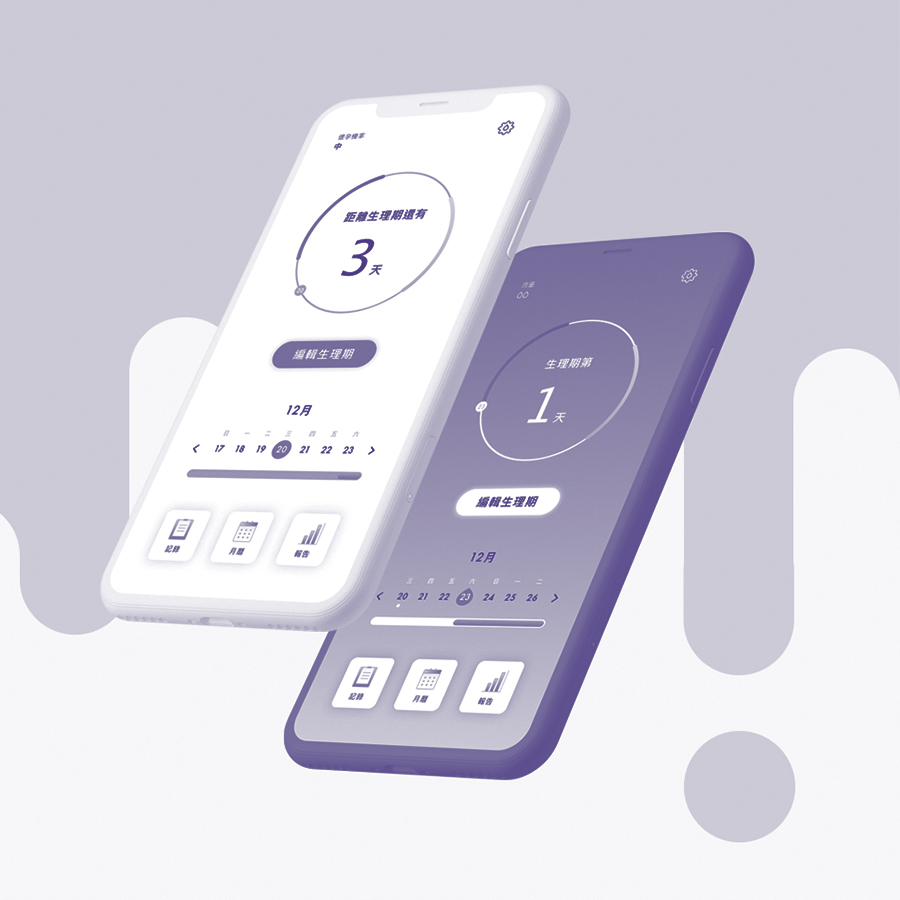 懷孕機率
中
距離生理期還有
3天
編輯生理期
12月
日 一 二 三 四 五 六
< 17 18 19 20 21 22 23 >
記錄
月曆
報告
流量
生理期第
1天
編輯生理期
12月
三 四 五 六 日 一 二
< 20 21 22 23 24 25 26 >
記錄
月曆
報告